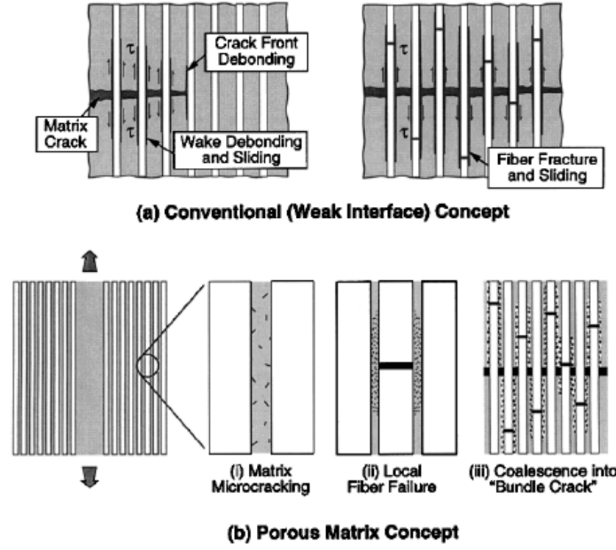 τ
Crack Front
Debonding
Matrix
Crack
τ
Wake Debonding
and Sliding
τ
τ
Fiber Fracture
and Sliding
(a) Conventional (Weak Interface) Concept
(i) Matrix
Microcracking
(ii) Local
Fiber Failure
(iii) Coalescence into
"Bundle Crack"
(b) Porous Matrix Concept